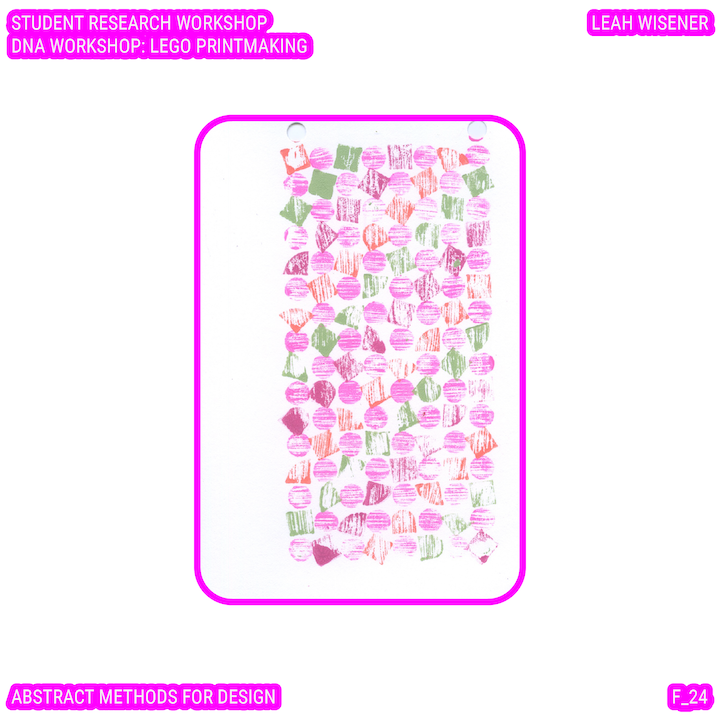 STUDENT RESEARCH WORKSHOP
DNA WORKSHOP: LEGO PRINTMAKING
LEAH WISENER
ABSTRACT METHODS FOR DESIGN
F_24